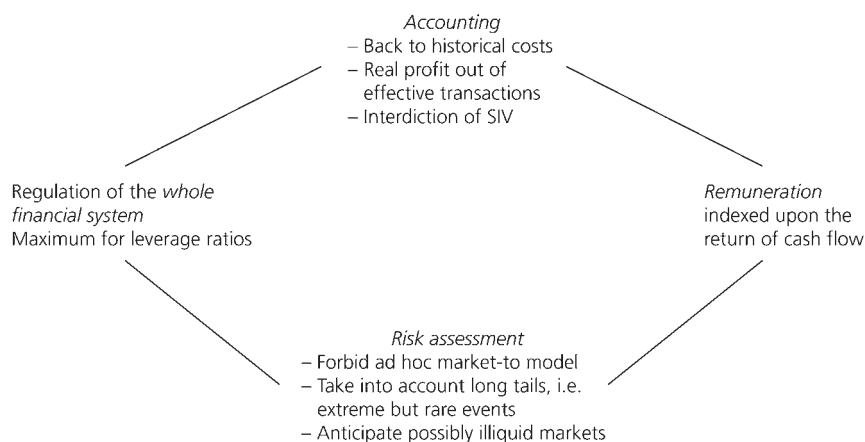 Accounting
– Back to historical costs
– Real profit out of
effective transactions
– Interdiction of SIV
Regulation of the whole
financial system
Maximum for leverage ratios
Remuneration
indexed upon the
return of cash flow
Risk assessment
– Forbid ad hoc market-to model
– Take into account long tails, i.e.
extreme but rare events
– Anticipate possibly illiquid markets